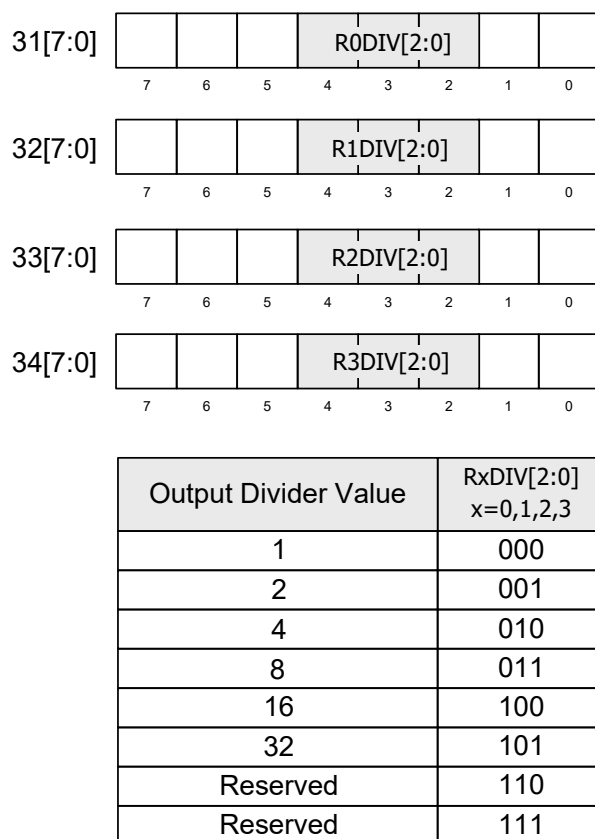 31[7:0] R0DIV[2:0]
7 6 5 4 3 2 1 0
32[7:0] R1DIV[2:0]
7 6 5 4 3 2 1 0
33[7:0] R2DIV[2:0]
7 6 5 4 3 2 1 0
34[7:0] R3DIV[2:0]
7 6 5 4 3 2 1 0
Output Divider Value RxDIV[2:0]
x=0,1,2,3
1 000
2 001
4 010
8 011
16 100
32 101
Reserved 110
Reserved 111